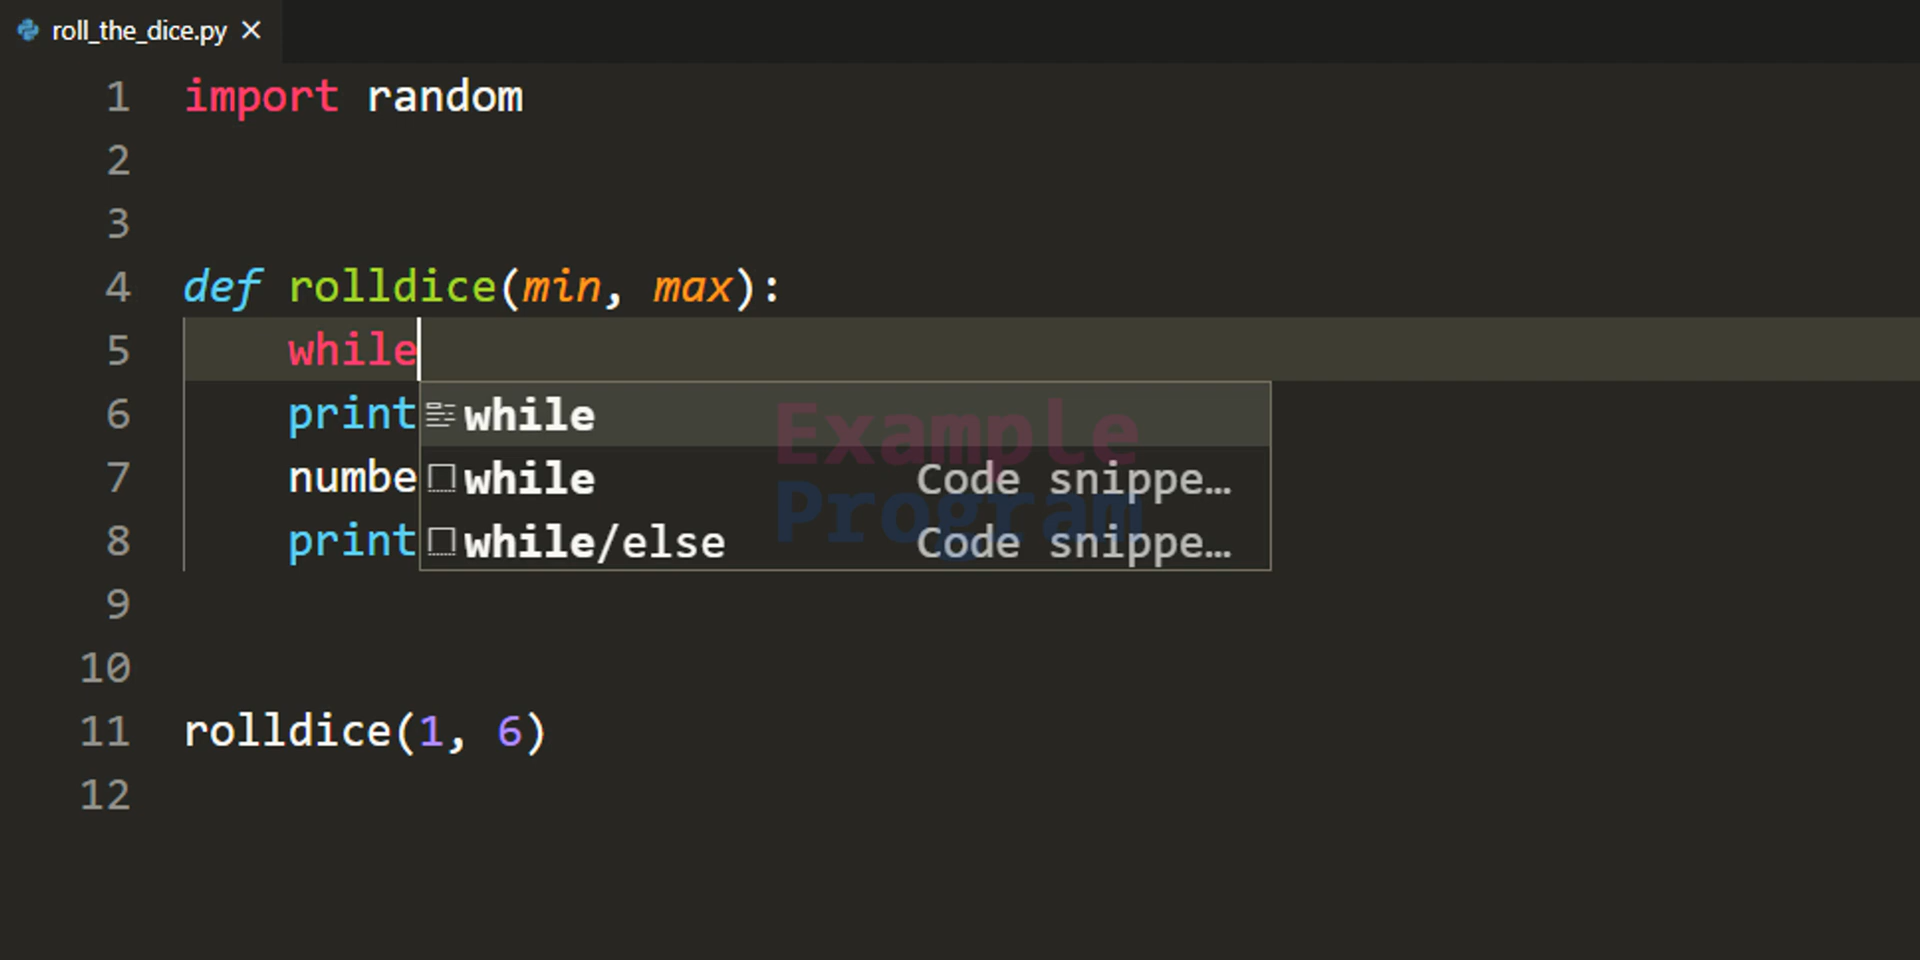 roll_the_dice.py
1 import random
2
3
4 def rolldice(min, max):
5 while
6 print
while
7 numbe
while Code snippe…
8 print
while/else Code snippe…
Example
Program
9
10
11 rolldice(1, 6)
12